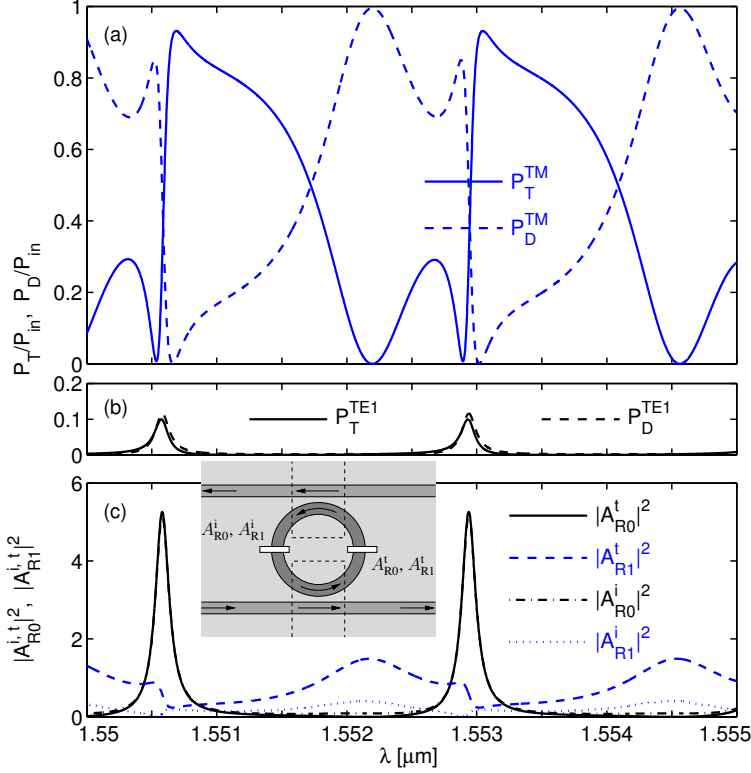 (a)
1
0.8
0.6
0.4
0.2
0
P_T/P_in, P_D/P_in
P_T^TM
P_D^TM
(b)
0.2
0.1
0
P_T^TE1
P_D^TE1
(c)
6
4
2
0
|A_R0^i,t|^2, |A_R1^i,t|^2
A_R0^i, A_R1^i
A_R0^t, A_R1^t
|A_R0^t|^2
|A_R1^t|^2
|A_R0^i|^2
|A_R1^i|^2
1.55 1.551 1.552 1.553 1.554 1.555
λ [μm]